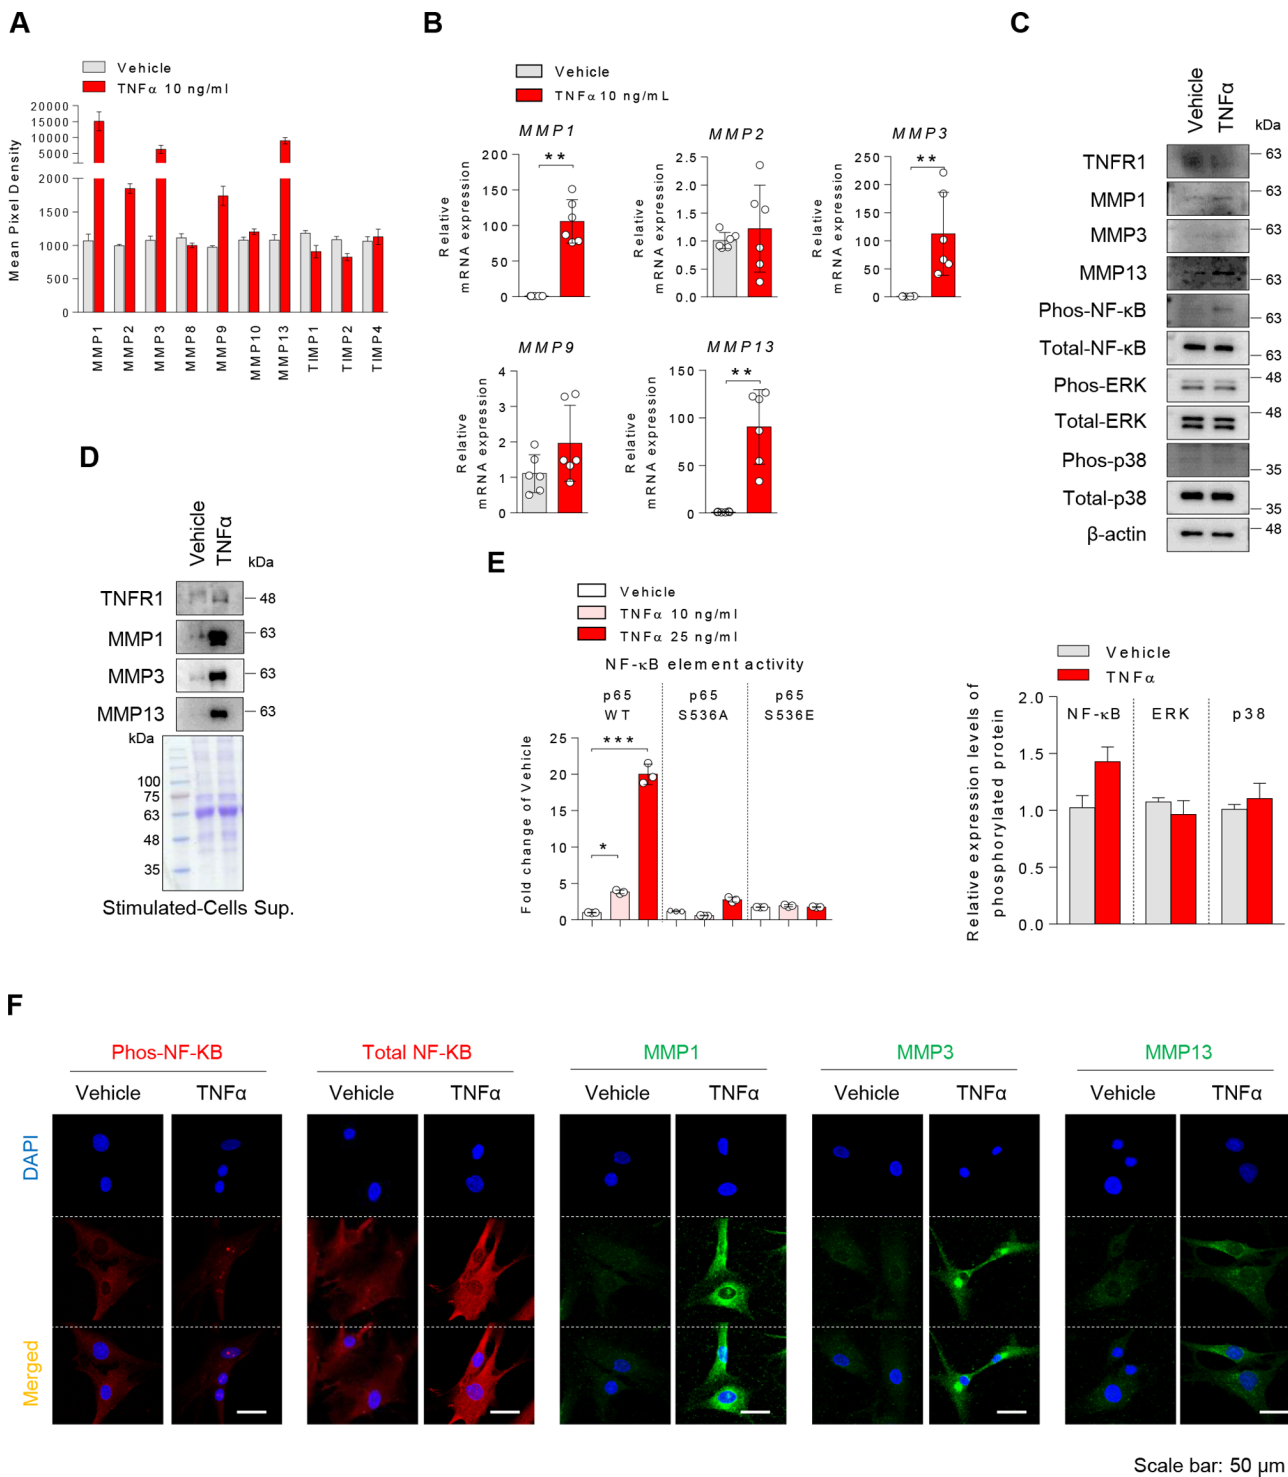 A
Vehicle
TNFα 10 ng/ml
Mean Pixel Density
20000
15000
10000
5000
2000
1500
1000
500
0
MMP1
MMP2
MMP3
MMP8
MMP9
MMP10
MMP13
TIMP1
TIMP2
TIMP4
B
Vehicle
TNFα 10 ng/mL
MMP1
Relative
mRNA expression
200
150
100
50
0
**
MMP2
Relative
mRNA expression
2.5
2.0
1.5
1.0
0.5
0.0
MMP3
Relative
mRNA expression
250
200
150
100
50
0
**
MMP9
Relative
mRNA expression
4
3
2
1
0
MMP13
Relative
mRNA expression
150
100
50
0
**
C
Vehicle
TNFα
kDa
TNFR1
63
MMP1
63
MMP3
63
MMP13
63
Phos-NF-κB
63
Total-NF-κB
63
Phos-ERK
48
Total-ERK
48
Phos-p38
35
Total-p38
35
β-actin
48
Vehicle
TNFα
Relative expression levels of
phosphorylated protein
2.0
1.5
1.0
0.5
0.0
NF-κB
ERK
p38
D
Vehicle
TNFα
kDa
TNFR1
48
MMP1
63
MMP3
63
MMP13
63
kDa
100
75
63
48
35
Stimulated-Cells Sup.
E
Vehicle
TNFα 10 ng/ml
TNFα 25 ng/ml
NF-κB element activity
p65
WT
p65
S536A
p65
S536E
Fold change of Vehicle
25
20
15
10
5
0
***
*
F
Phos-NF-KB
Total NF-KB
MMP1
MMP3
MMP13
Vehicle
TNFα
Vehicle
TNFα
Vehicle
TNFα
Vehicle
TNFα
Vehicle
TNFα
DAPI
Merged
Scale bar: 50 μm